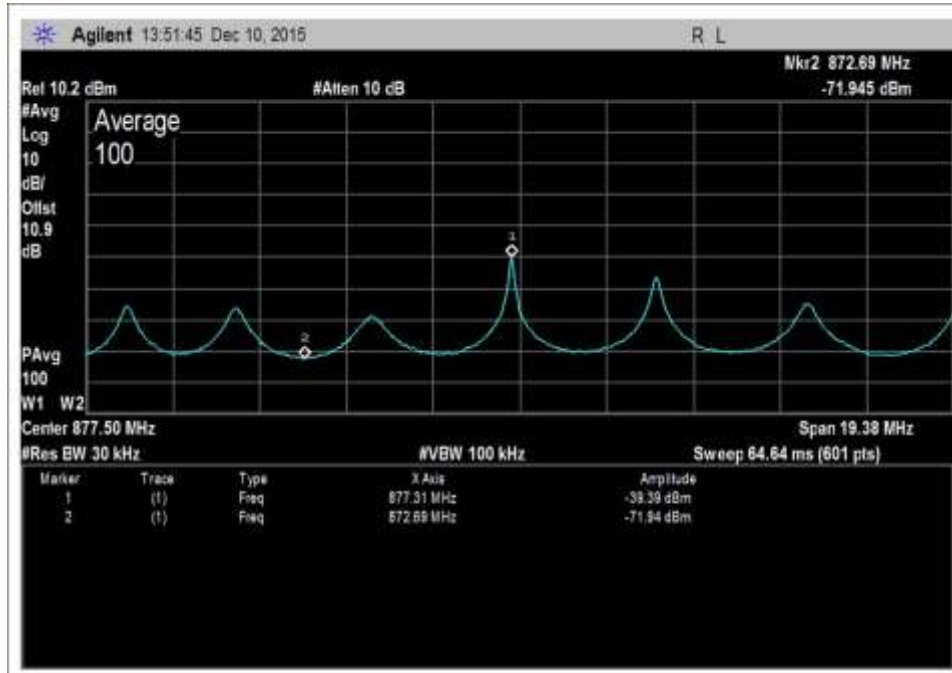 Agilent 13:51:45 Dec 10, 2015 R L
Mkr2 872.69 MHz
Ref 10.2 dBm #Atten 10 dB -71.945 dBm
#Avg
Log
10
dB/
Offst
10.9
dB
Average
100
1
2
PAvg
100
W1 W2
Center 877.50 MHz Span 19.38 MHz
#Res BW 30 kHz #VBW 100 kHz Sweep 64.64 ms (601 pts)
Marker Trace Type X Axis Amplitude
1 (1) Freq 877.31 MHz -39.39 dBm
2 (1) Freq 872.69 MHz -71.94 dBm